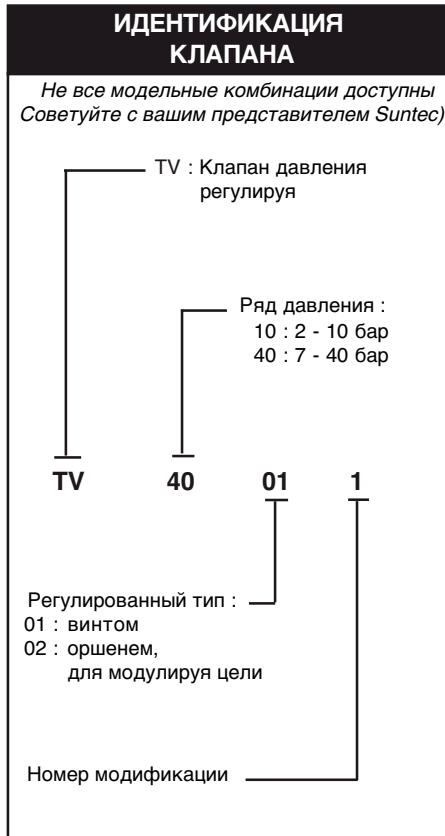 ИДЕНТИФИКАЦИЯ
КЛАПАНА
Не все модельные комбинации доступны
Советуйте с вашим представителем Suntec)
TV : Клапан давления
регулируя
Ряд давления :
10 : 2 - 10 бар
40 : 7 - 40 бар
TV 40 01 1
Регулированный тип :
01 : винтом
02 : оршенем,
для модулируя цели
Номер модификации